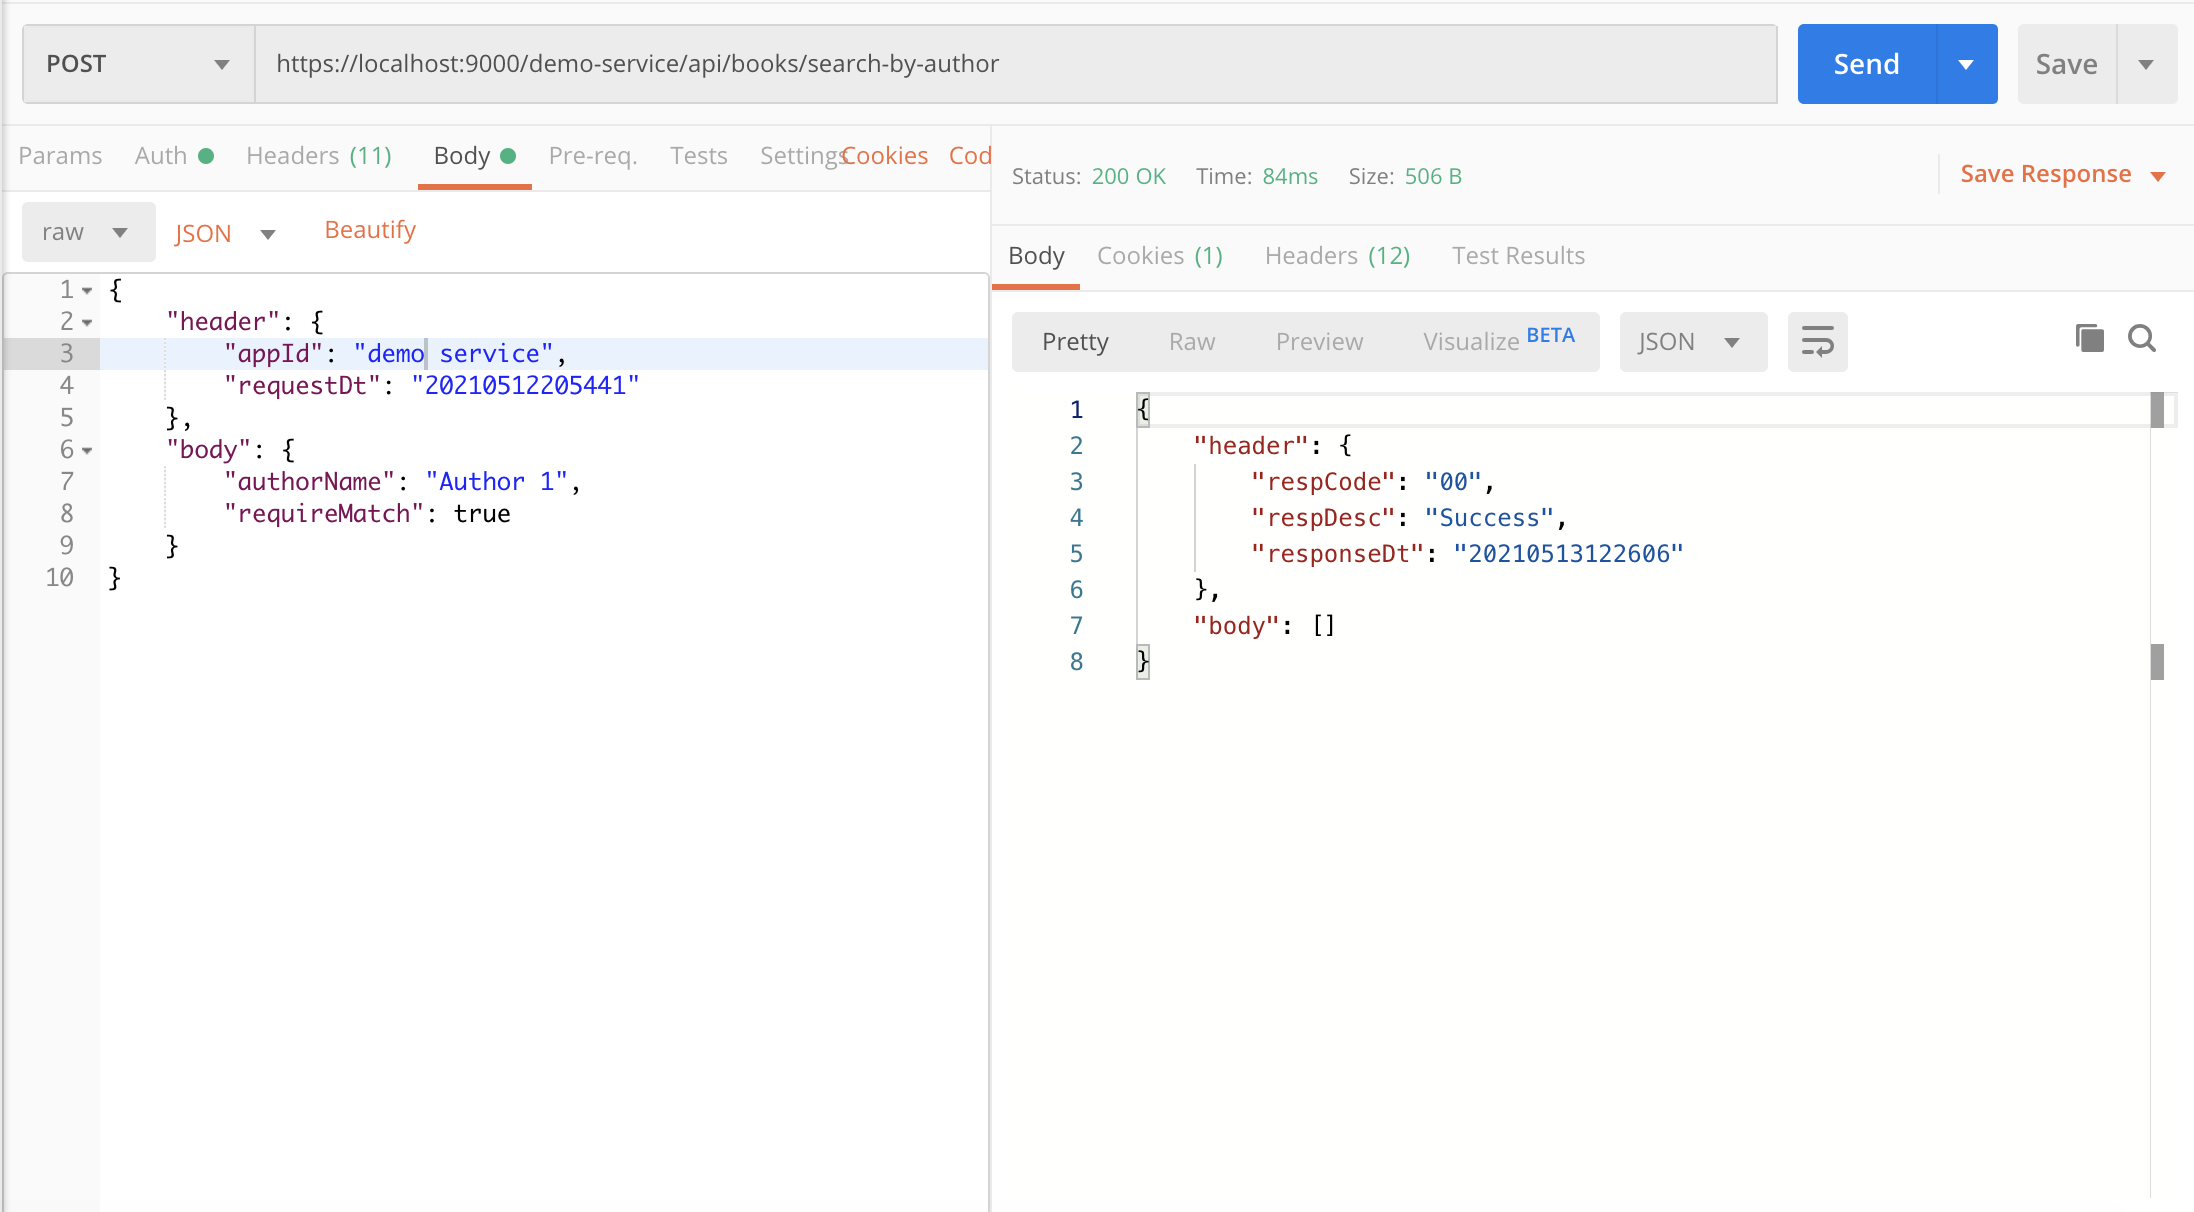 POST https://localhost:9000/demo-service/api/books/search-by-author Send Save
Params Auth Headers (11) Body Pre-req. Tests Settings Cookies Cod
raw JSON Beautify
1 {
2 "header": {
3 "appId": "demo service",
4 "requestDt": "20210512205441"
5 },
6 "body": {
7 "authorName": "Author 1",
8 "requireMatch": true
9 }
10 }
Status: 200 OK Time: 84ms Size: 506 B Save Response
Body Cookies (1) Headers (12) Test Results
Pretty Raw Preview Visualize BETA JSON
1 {
2 "header": {
3 "respCode": "00",
4 "respDesc": "Success",
5 "responseDt": "20210513122606"
6 },
7 "body": []
8 }